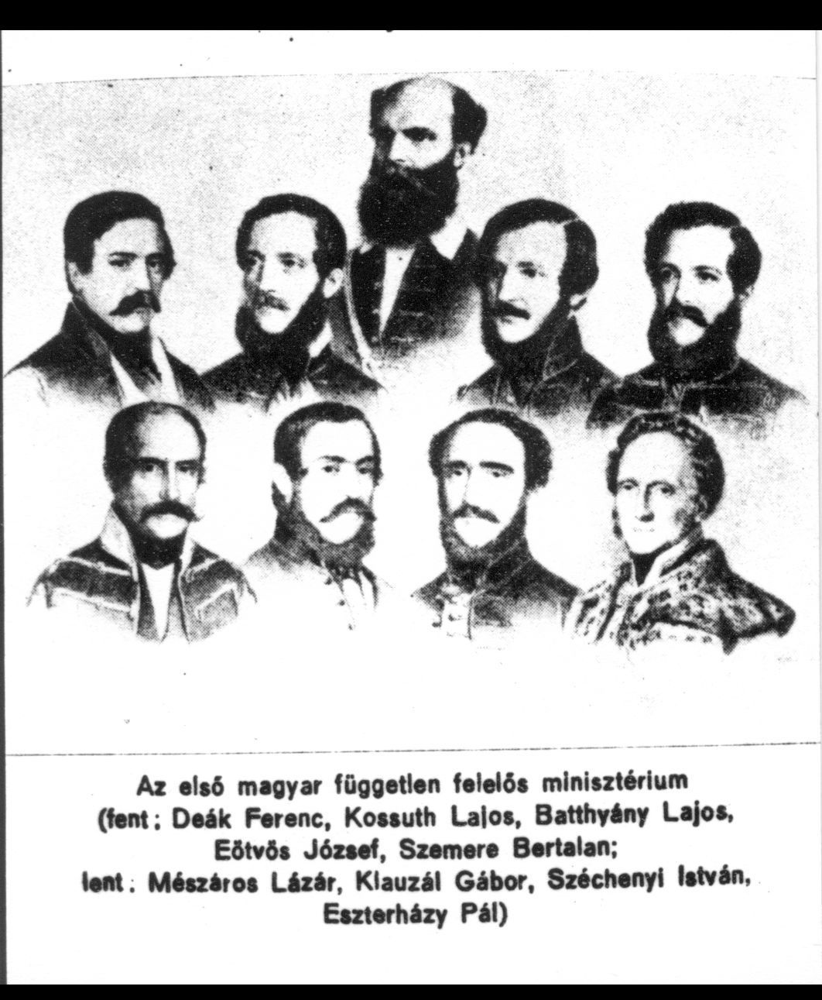 Az első magyar független felelős minisztérium
(fent: Deák Ferenc, Kossuth Lajos, Batthyány Lajos,
Eötvös József, Szemere Bertalan;
lent: Mészáros Lázár, Klauzál Gábor, Széchenyi István,
Eszterházy Pál)